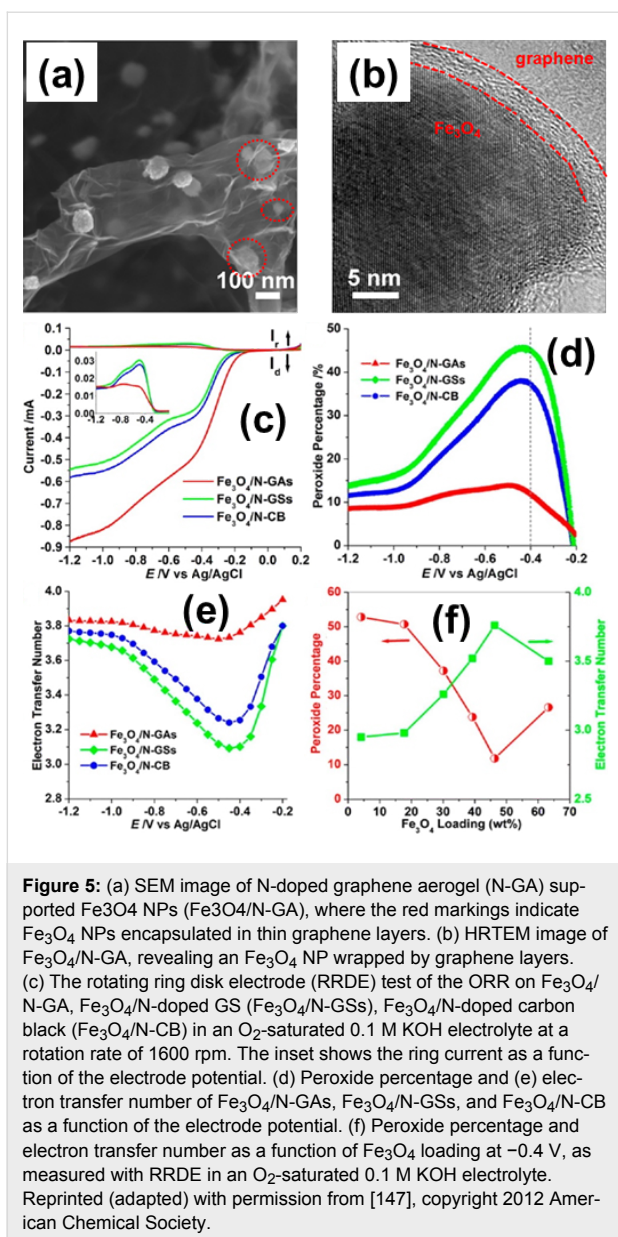 (a)
100 nm
(b)
graphene
Fe₃O₄
5 nm
0.1
0.0
-0.1
-0.2
-0.3
-0.4
-0.5
-0.6
-0.7
-0.8
-0.9
Current /mA
0.03
0.02
0.01
0.00
-1.2 -0.8 -0.4
Iᵣ
I_d
(c)
Fe₃O₄/N-GAs
Fe₃O₄/N-GSs
Fe₃O₄/N-CB
-1.2 -1.0 -0.8 -0.6 -0.4 -0.2 0.0 0.2
E /V vs Ag/AgCl
50
40
30
20
10
0
Peroxide Percentage /%
Fe₃O₄/N-GAs
Fe₃O₄/N-GSs
Fe₃O₄/N-CB
(d)
-1.2 -1.0 -0.8 -0.6 -0.4 -0.2
E /V vs Ag/AgCl
4.0
3.8
3.6
3.4
3.2
3.0
2.8
Electron Transfer Number
(e)
Fe₃O₄/N-GAs
Fe₃O₄/N-GSs
Fe₃O₄/N-CB
-1.2 -1.0 -0.8 -0.6 -0.4 -0.2
E /V vs Ag/AgCl
60
50
40
30
20
10
0
Peroxide Percentage
(f)
4.0
3.5
3.0
2.5
Electron Transfer Number
0 10 20 30 40 50 60 70
Fe₃O₄ Loading (wt%)
Figure 5: (a) SEM image of N-doped graphene aerogel (N-GA) sup-
ported Fe3O4 NPs (Fe3O4/N-GA), where the red markings indicate
Fe₃O₄ NPs encapsulated in thin graphene layers. (b) HRTEM image of
Fe₃O₄/N-GA, revealing an Fe₃O₄ NP wrapped by graphene layers.
(c) The rotating ring disk electrode (RRDE) test of the ORR on Fe₃O₄/
N-GA, Fe₃O₄/N-doped GS (Fe₃O₄/N-GSs), Fe₃O₄/N-doped carbon
black (Fe₃O₄/N-CB) in an O₂-saturated 0.1 M KOH electrolyte at a
rotation rate of 1600 rpm. The inset shows the ring current as a func-
tion of the electrode potential. (d) Peroxide percentage and (e) elec-
tron transfer number of Fe₃O₄/N-GAs, Fe₃O₄/N-GSs, and Fe₃O₄/N-CB
as a function of the electrode potential. (f) Peroxide percentage and
electron transfer number as a function of Fe₃O₄ loading at −0.4 V, as
measured with RRDE in an O₂-saturated 0.1 M KOH electrolyte.
Reprinted (adapted) with permission from [147], copyright 2012 Amer-
ican Chemical Society.